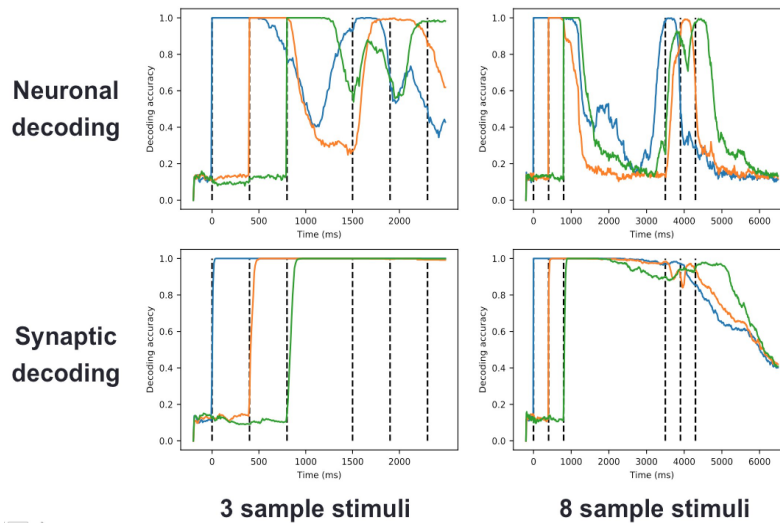 Neuronal
decoding
Decoding accuracy
1.0
0.8
0.6
0.4
0.2
0.0
0 500 1000 1500 2000
Time (ms)
Decoding accuracy
1.0
0.8
0.6
0.4
0.2
0.0
0 1000 2000 3000 4000 5000 6000
Time (ms)
Synaptic
decoding
Decoding accuracy
1.0
0.8
0.6
0.4
0.2
0.0
0 500 1000 1500 2000
Time (ms)
Decoding accuracy
1.0
0.8
0.6
0.4
0.2
0.0
0 1000 2000 3000 4000 5000 6000
Time (ms)
3 sample stimuli
8 sample stimuli